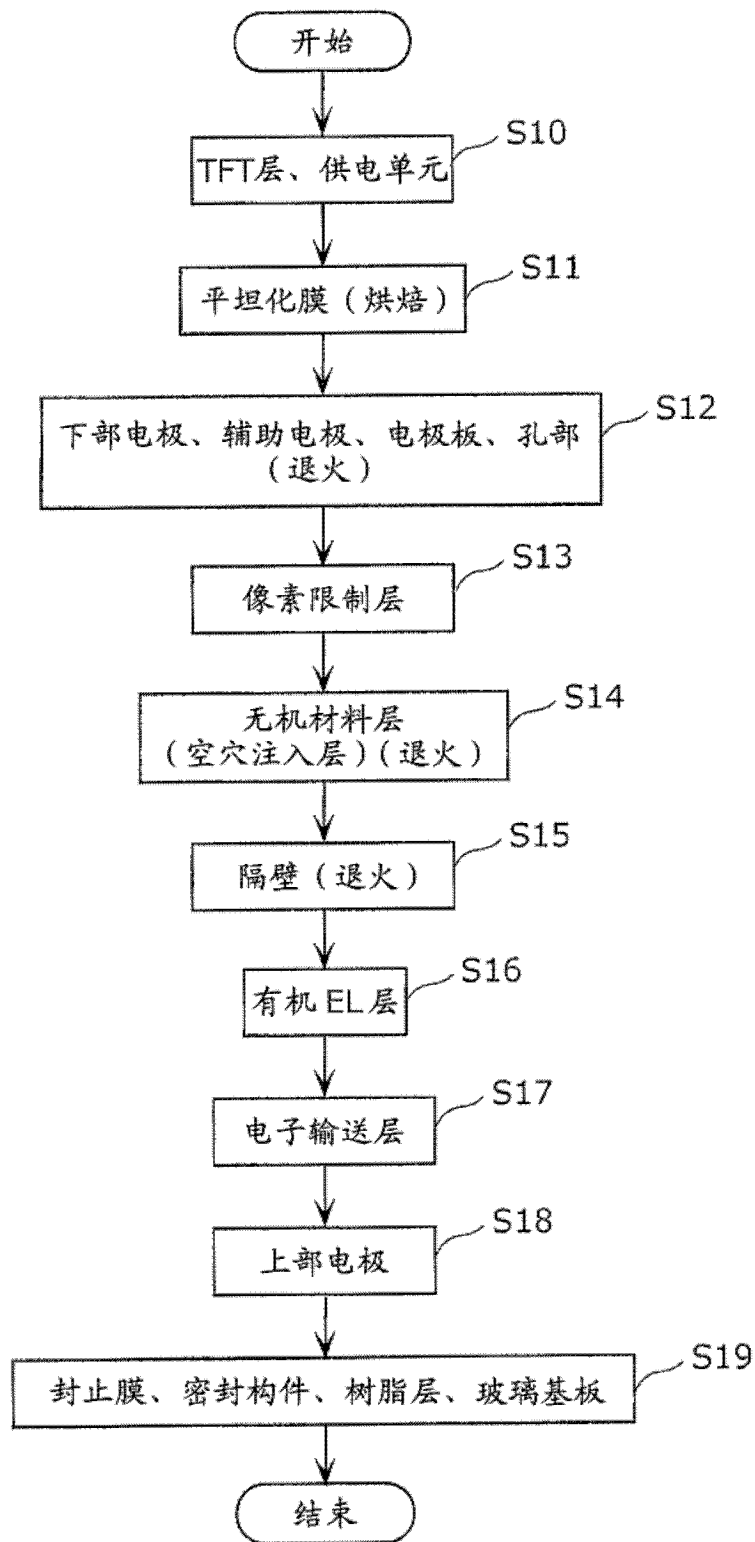 开始
S10
TFT层、供电单元
S11
平坦化膜(烘焙)
S12
下部电极、辅助电极、电极板、孔部
(退火)
S13
像素限制层
S14
无机材料层
(空穴注入层)(退火)
S15
隔壁(退火)
S16
有机EL层
S17
电子输送层
S18
上部电极
S19
封止膜、密封构件、树脂层、玻璃基板
结束